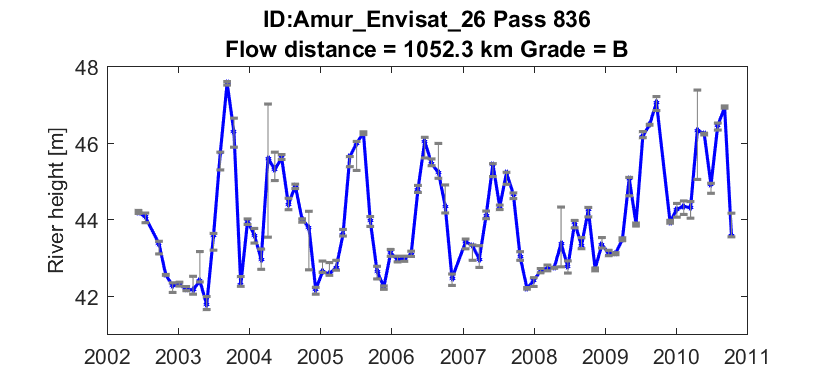 ID:Amur_Envisat_26 Pass 836
Flow distance = 1052.3 km Grade = B
River height [m]
48
46
44
42
2002 2003 2004 2005 2006 2007 2008 2009 2010 2011